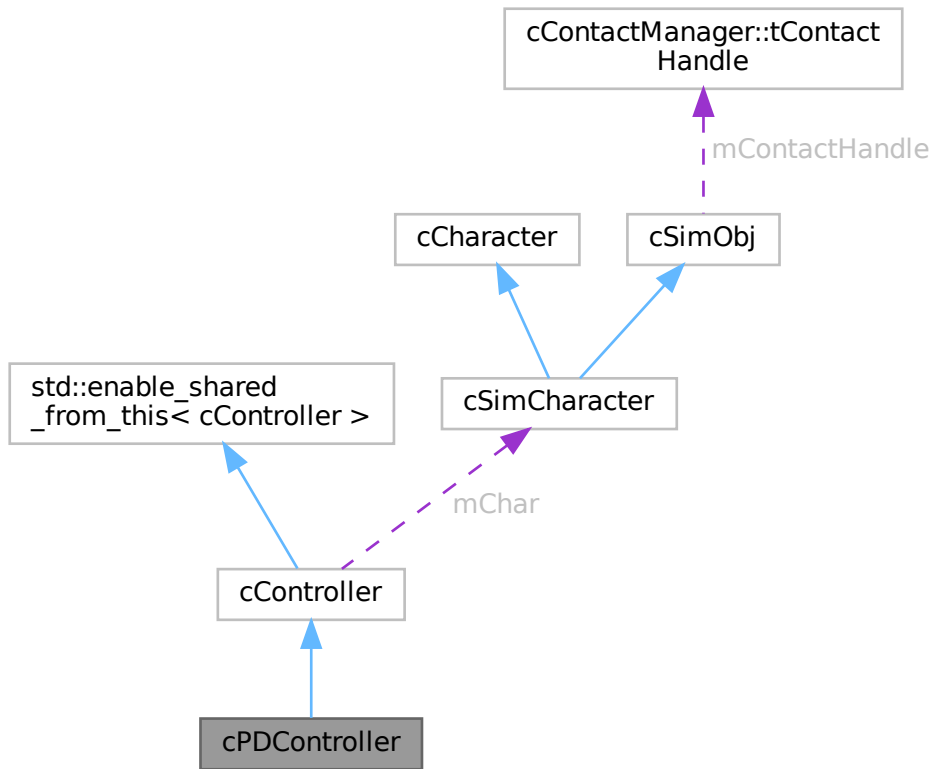 cContactManager::tContact
Handle
mContactHandle
cCharacter
cSimObj
std::enable_shared
_from_this< cController >
cSimCharacter
mChar
cController
cPDController